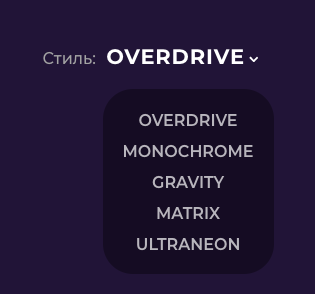 Стиль: OVERDRIVE
OVERDRIVE
MONOCHROME
GRAVITY
MATRIX
ULTRANEON